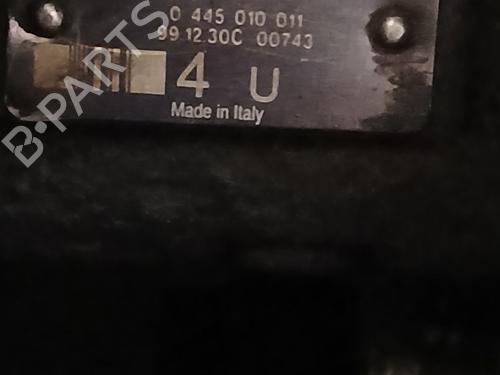 0 445 010 011
99.12.30C 00743
4 U
Made in Italy
B-PARTS